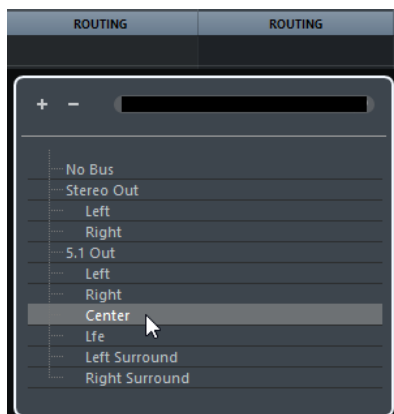 ROUTING ROUTING
+ −
No Bus
Stereo Out
Left
Right
5.1 Out
Left
Right
Center
Lfe
Left Surround
Right Surround